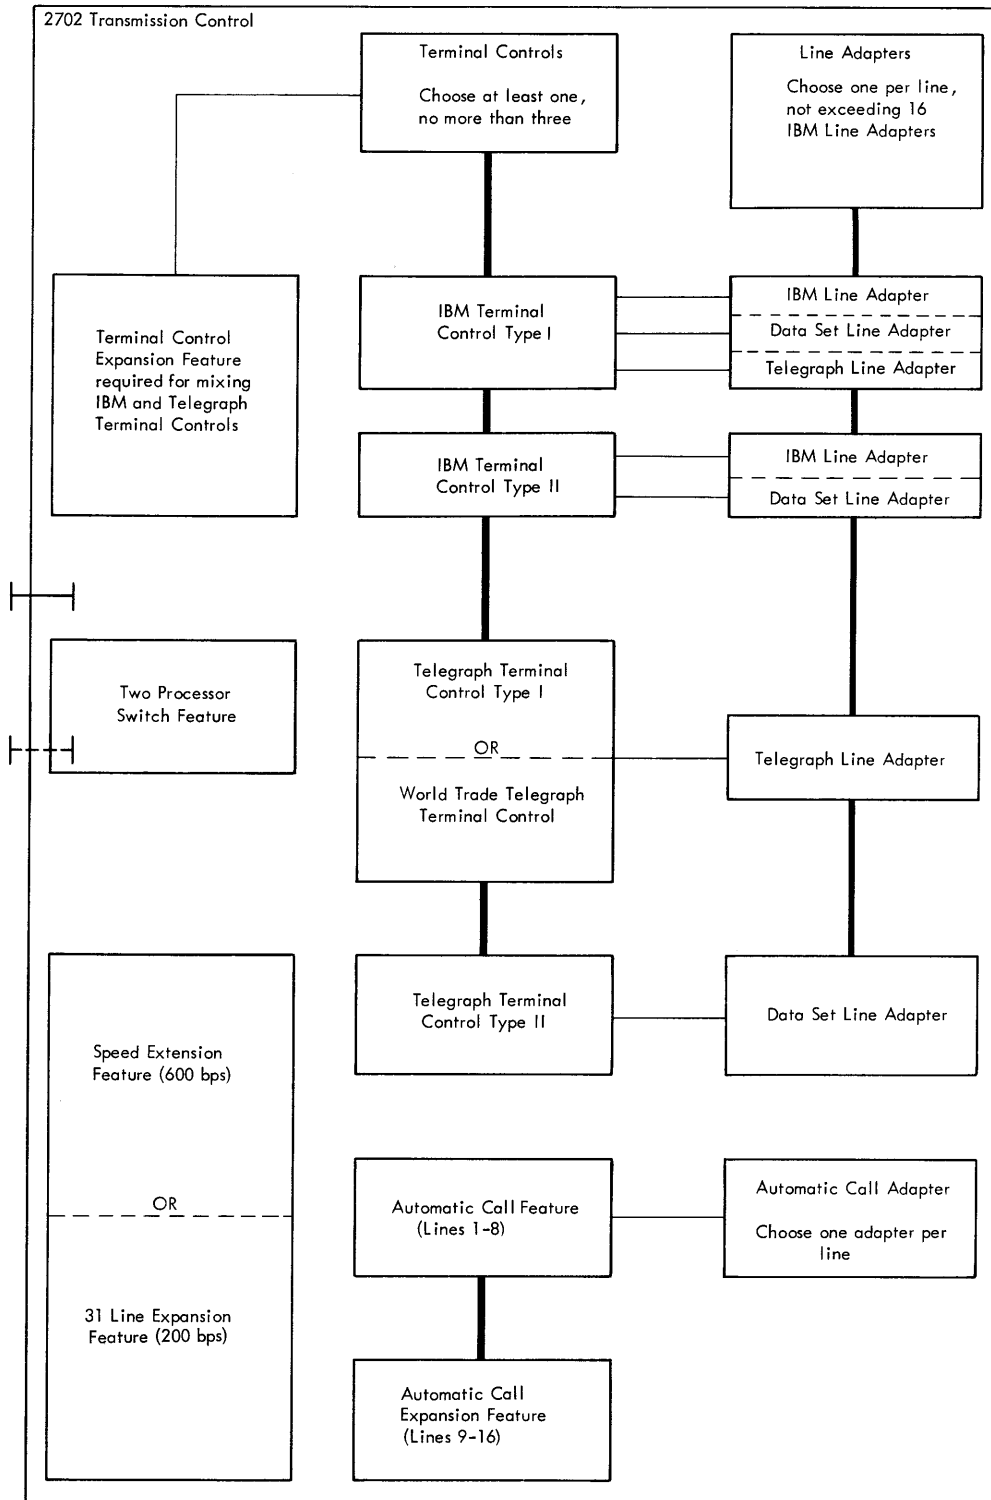 2702 Transmission Control
Terminal Controls
Choose at least one,
no more than three
Line Adapters
Choose one per line,
not exceeding 16
IBM Line Adapters
Terminal Control
Expansion Feature
required for mixing
IBM and Telegraph
Terminal Controls
IBM Terminal
Control Type I
IBM Line Adapter
Data Set Line Adapter
Telegraph Line Adapter
IBM Terminal
Control Type II
IBM Line Adapter
Data Set Line Adapter
Two Processor
Switch Feature
Telegraph Terminal
Control Type I
OR
World Trade Telegraph
Terminal Control
Telegraph Line Adapter
Speed Extension
Feature (600 bps)
OR
31 Line Expansion
Feature (200 bps)
Telegraph Terminal
Control Type II
Data Set Line Adapter
Automatic Call Feature
(Lines 1-8)
Automatic Call Adapter
Choose one adapter per
line
Automatic Call
Expansion Feature
(Lines 9-16)